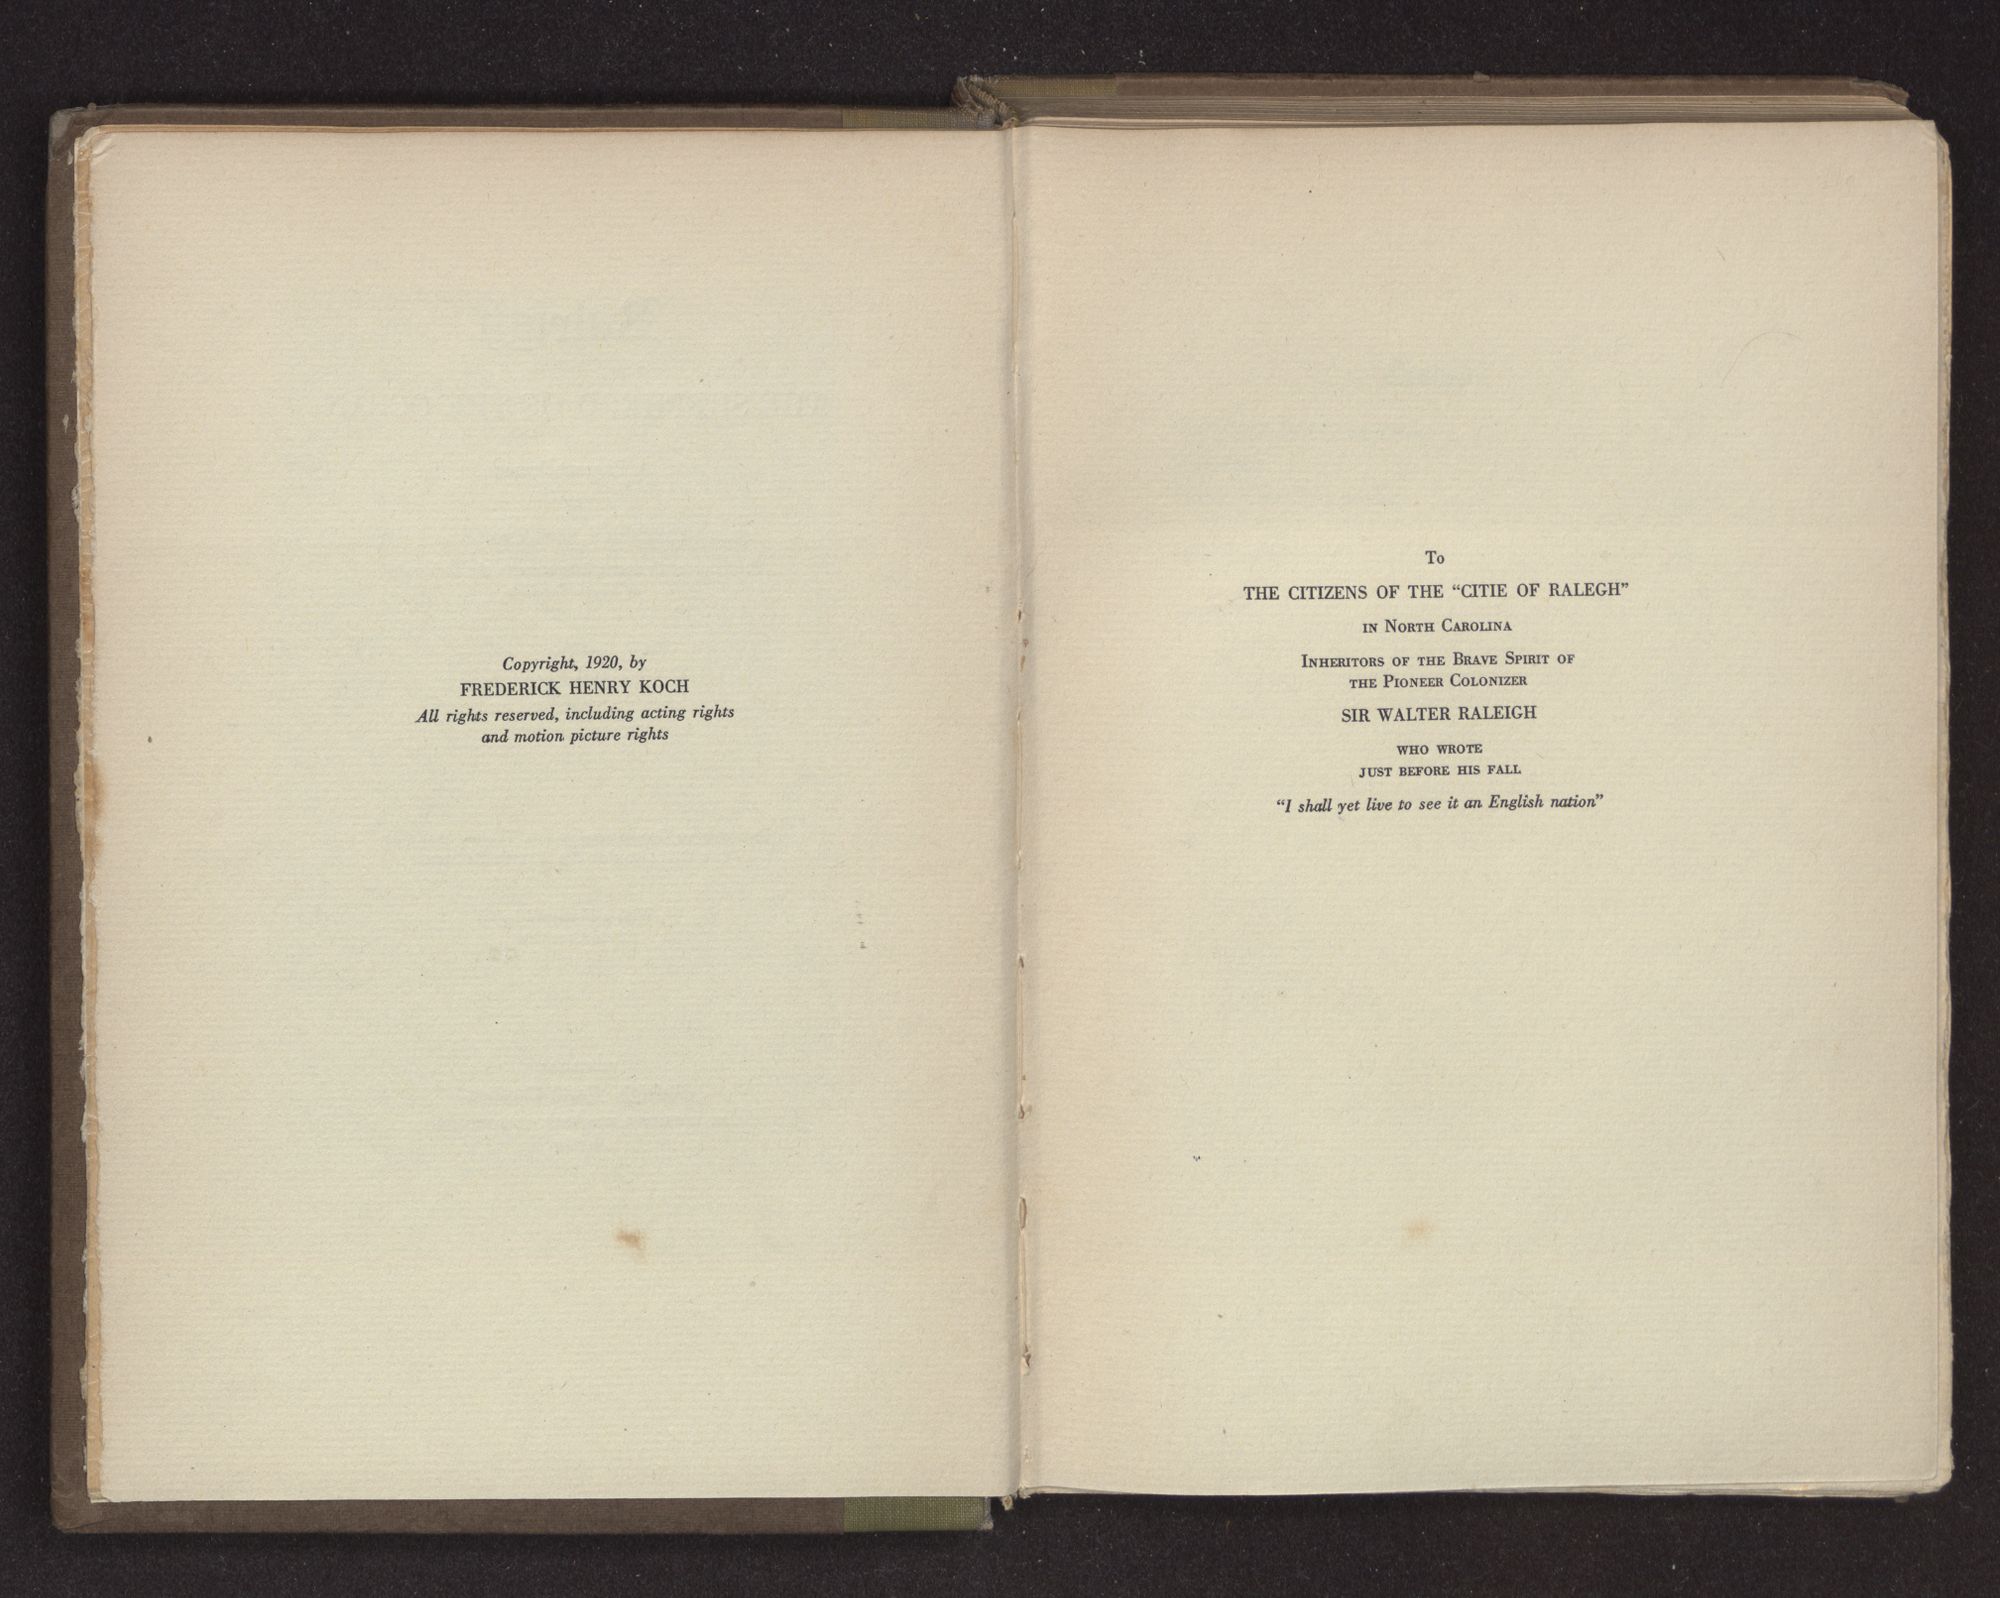 Copyright, 1920, by
FREDERICK HENRY KOCH
All rights reserved, including acting rights
and motion picture rights
To
THE CITIZENS OF THE “CITIE OF RALEGH”
IN NORTH CAROLINA
INHERITORS OF THE BRAVE SPIRIT OF
THE PIONEER COLONIZER
SIR WALTER RALEIGH
WHO WROTE
JUST BEFORE HIS FALL
“I shall yet live to see it an English nation”